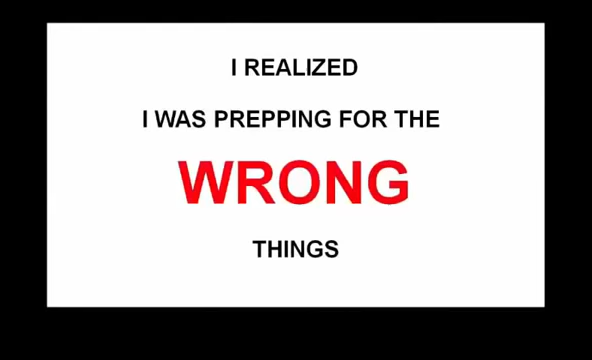 I REALIZED
I WAS PREPPING FOR THE
WRONG
THINGS